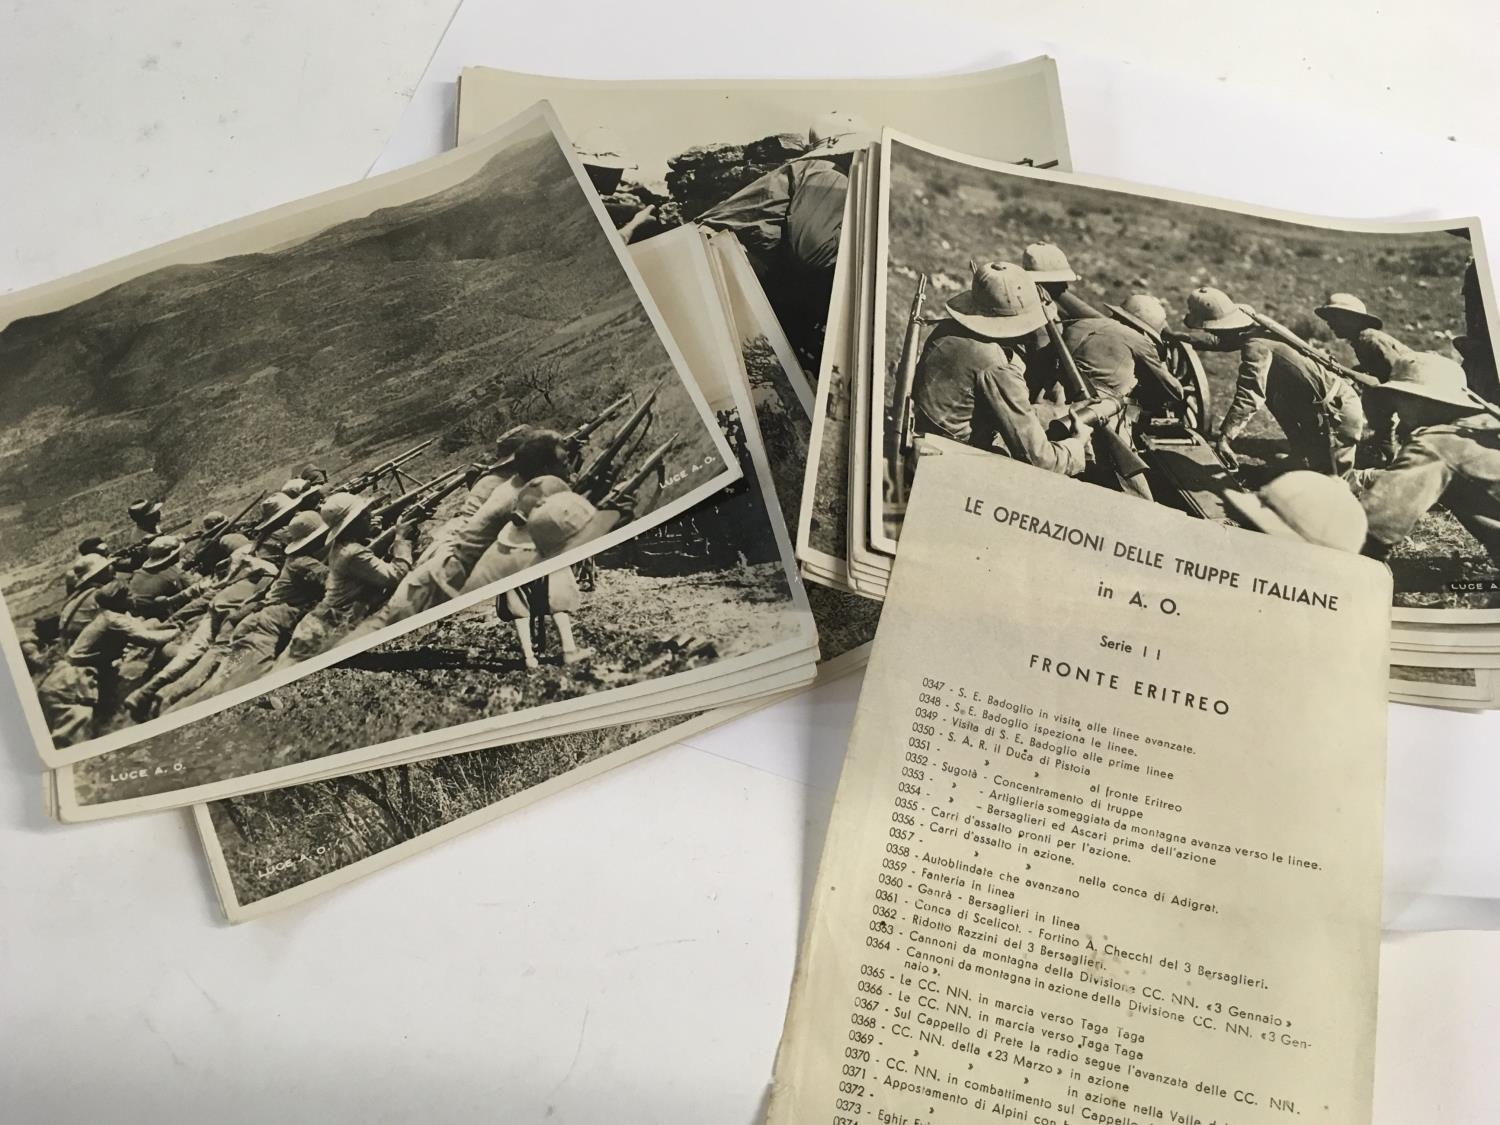 LUCE A. O.
LUCE A. O.
LUCE A. O.
LUCE A.
LE OPERAZIONI DELLE TRUPPE ITALIANE
in A. O.
Serie II
FRONTE ERITREO
0347 - S. E. Badoglio in visita alle linee avanzate.
0348 - S. E. Badoglio ispeziona le linee.
0349 - Visita di S. E. Badoglio alle prime linee
0350 - S. A. R. il Duca di Pistoia
0351 - » » al fronte Eritreo
0352 - Sugotà - Concentramento di truppe
0353 - » - Artiglieria someggiata da montagna avanza verso le linee.
0354 - » - Bersaglieri ed Ascari prima dell'azione
0355 - Carri d'assalto pronti per l'azione.
0356 - Carri d'assalto in azione.
0357 - » » nella conca di Adigrat.
0358 - Autoblindate che avanzano
0359 - Fanteria in linea
0360 - Ganrà - Bersaglieri in linea
0361 - Conca di Scelicot. - Fortino A. Checchi del 3 Bersaglieri.
0362 - Ridotto Razzini del 3 Bersaglieri.
0363 - Cannoni da montagna della Divisione CC. NN. «3 Gennaio»
0364 - Cannoni da montagna in azione della Divisione CC. NN. «3 Gen-
naio».
0365 - Le CC. NN. in marcia verso Taga Taga
0366 - Le CC. NN. in marcia verso Taga Taga
0367 - Sul Cappello di Prete la radio segue l'avanzata delle CC. NN.
0368 - CC. NN. della «23 Marzo» in azione
0369 - » » » in azione nella Valle
0370 - CC. NN. in combattimento sul Cappello
0371 - Appostamento di Alpini con
0372 - »
0373 - Eghir
0374